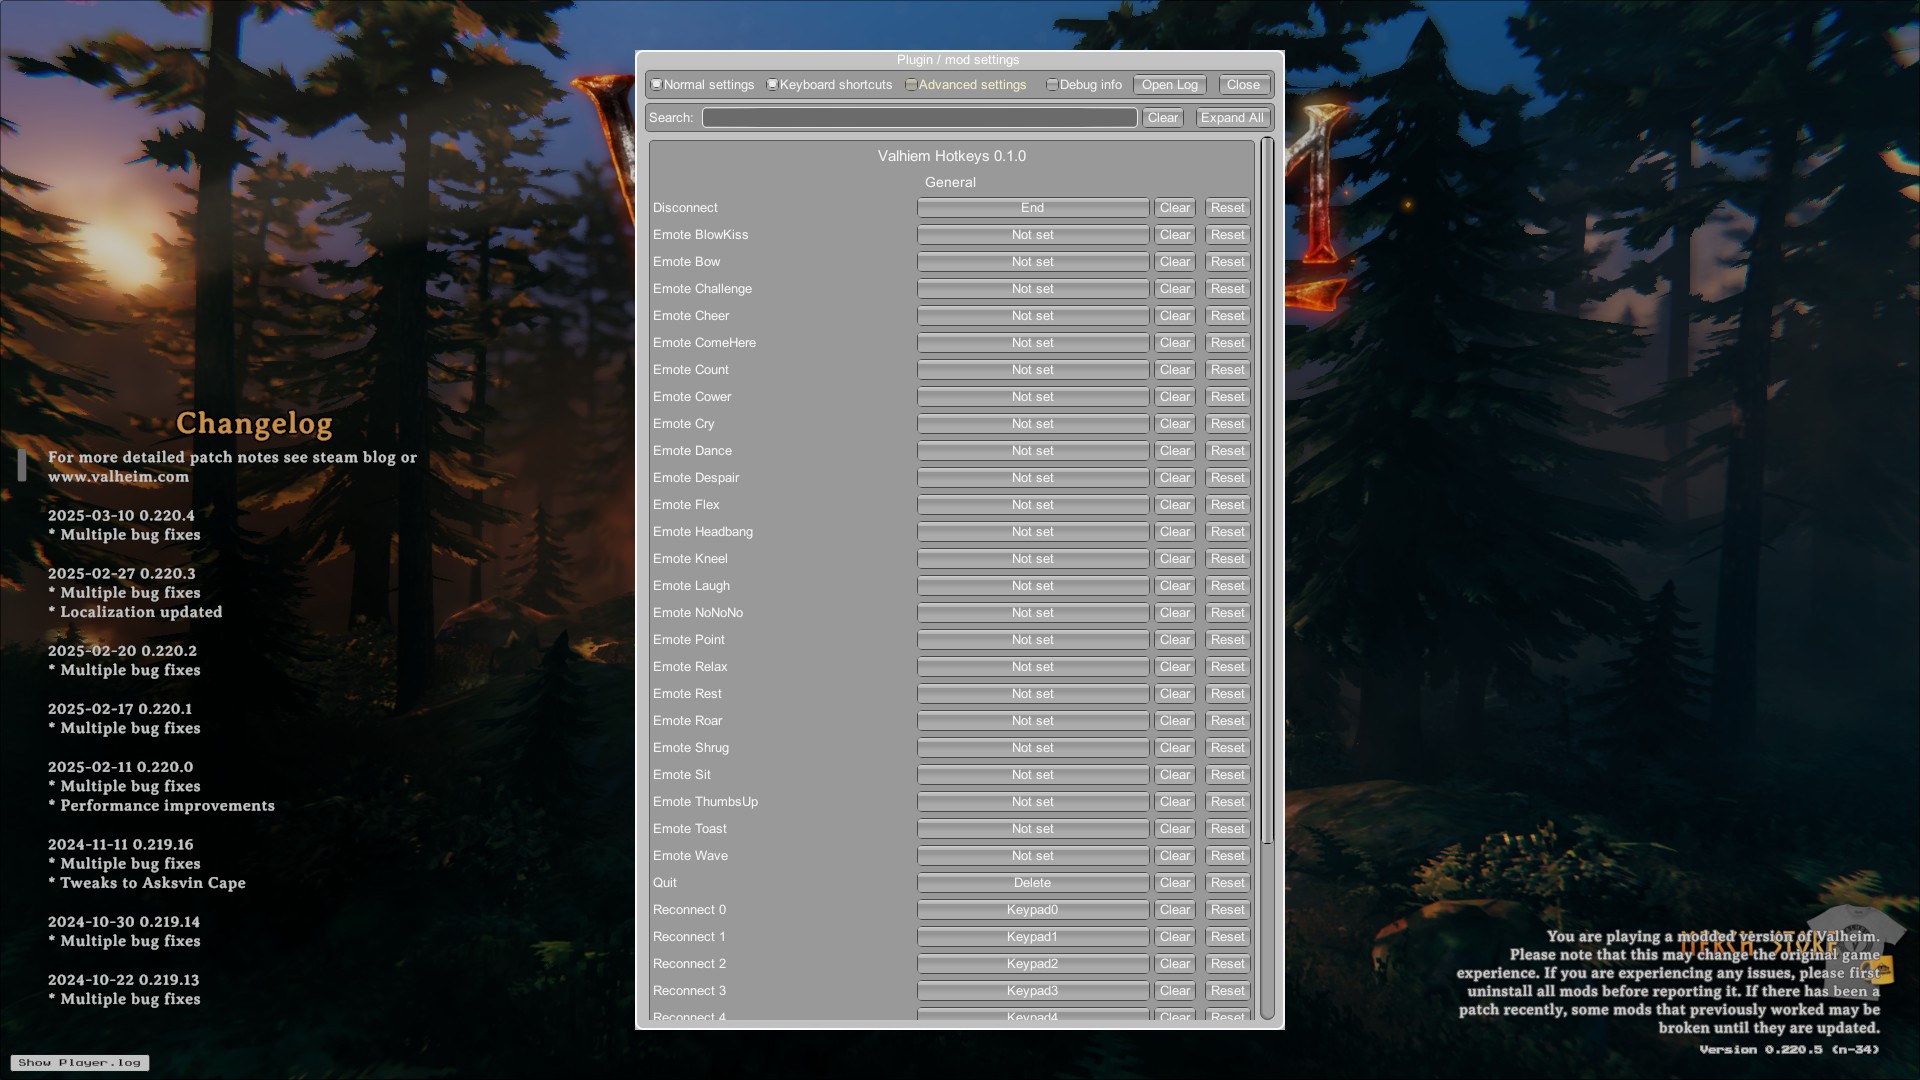 Plugin / mod settings
Normal settings Keyboard shortcuts Advanced settings Debug info Open Log Close
Search: Clear Expand All
Valhiem Hotkeys 0.1.0
General
Disconnect End Clear Reset
Emote BlowKiss Not set Clear Reset
Emote Bow Not set Clear Reset
Emote Challenge Not set Clear Reset
Emote Cheer Not set Clear Reset
Emote ComeHere Not set Clear Reset
Emote Count Not set Clear Reset
Emote Cower Not set Clear Reset
Emote Cry Not set Clear Reset
Emote Dance Not set Clear Reset
Emote Despair Not set Clear Reset
Emote Flex Not set Clear Reset
Emote Headbang Not set Clear Reset
Emote Kneel Not set Clear Reset
Emote Laugh Not set Clear Reset
Emote NoNoNo Not set Clear Reset
Emote Point Not set Clear Reset
Emote Relax Not set Clear Reset
Emote Rest Not set Clear Reset
Emote Roar Not set Clear Reset
Emote Shrug Not set Clear Reset
Emote Sit Not set Clear Reset
Emote ThumbsUp Not set Clear Reset
Emote Toast Not set Clear Reset
Emote Wave Not set Clear Reset
Quit Delete Clear Reset
Reconnect 0 Keypad0 Clear Reset
Reconnect 1 Keypad1 Clear Reset
Reconnect 2 Keypad2 Clear Reset
Reconnect 3 Keypad3 Clear Reset
Reconnect 4 Keypad4 Clear Reset
Changelog
For more detailed patch notes see steam blog or
www.valheim.com
2025-03-10 0.220.4
* Multiple bug fixes
2025-02-27 0.220.3
* Multiple bug fixes
* Localization updated
2025-02-20 0.220.2
* Multiple bug fixes
2025-02-17 0.220.1
* Multiple bug fixes
2025-02-11 0.220.0
* Multiple bug fixes
* Performance improvements
2024-11-11 0.219.16
* Multiple bug fixes
* Tweaks to Asksvin Cape
2024-10-30 0.219.14
* Multiple bug fixes
2024-10-22 0.219.13
* Multiple bug fixes
Show Player.log
You are playing a modded version of Valheim.
Please note that this may change the original game
experience. If you are experiencing any issues, please first
uninstall all mods before reporting it. If there has been a
patch recently, some mods that previously worked may be
broken until they are updated.
Version 0.220.5 (n-34)